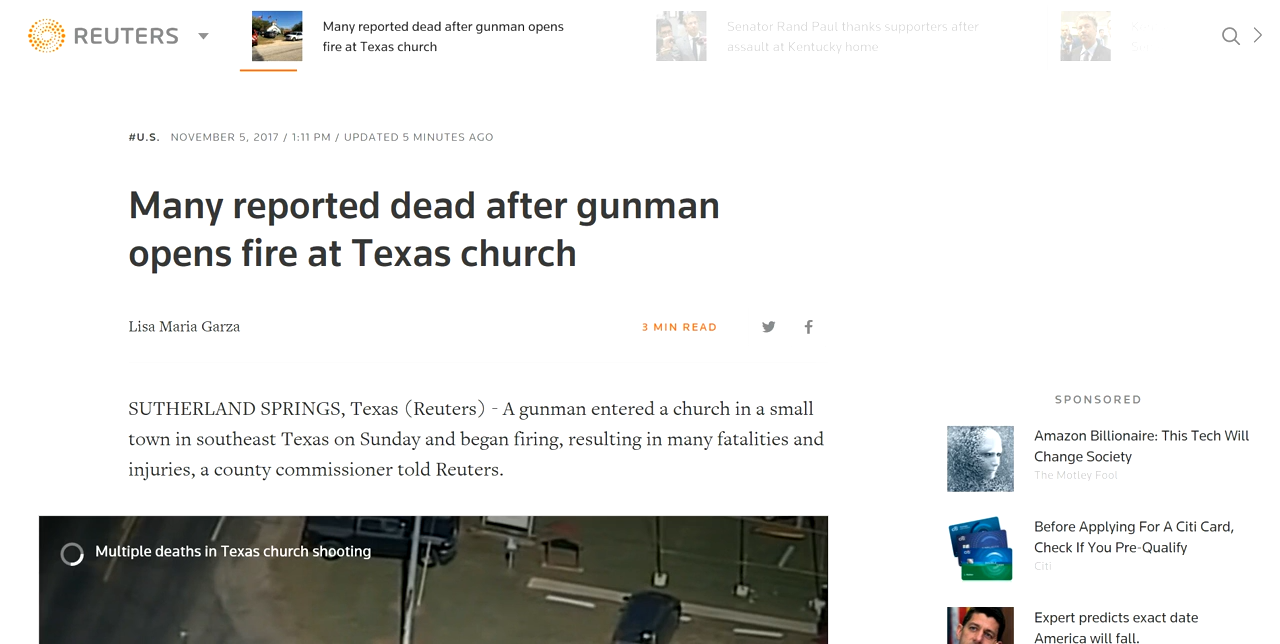 REUTERS
Many reported dead after gunman opens
fire at Texas church
Senator Rand Paul thanks supporters after
assault at Kentucky home
#U.S. NOVEMBER 5, 2017 / 1:11 PM / UPDATED 5 MINUTES AGO
Many reported dead after gunman
opens fire at Texas church
Lisa Maria Garza
3 MIN READ
SUTHERLAND SPRINGS, Texas (Reuters) - A gunman entered a church in a small
town in southeast Texas on Sunday and began firing, resulting in many fatalities and
injuries, a county commissioner told Reuters.
Multiple deaths in Texas church shooting
SPONSORED
Amazon Billionaire: This Tech Will
Change Society
The Motley Fool
Before Applying For A Citi Card,
Check If You Pre-Qualify
Citi
Expert predicts exact date
America will fall.